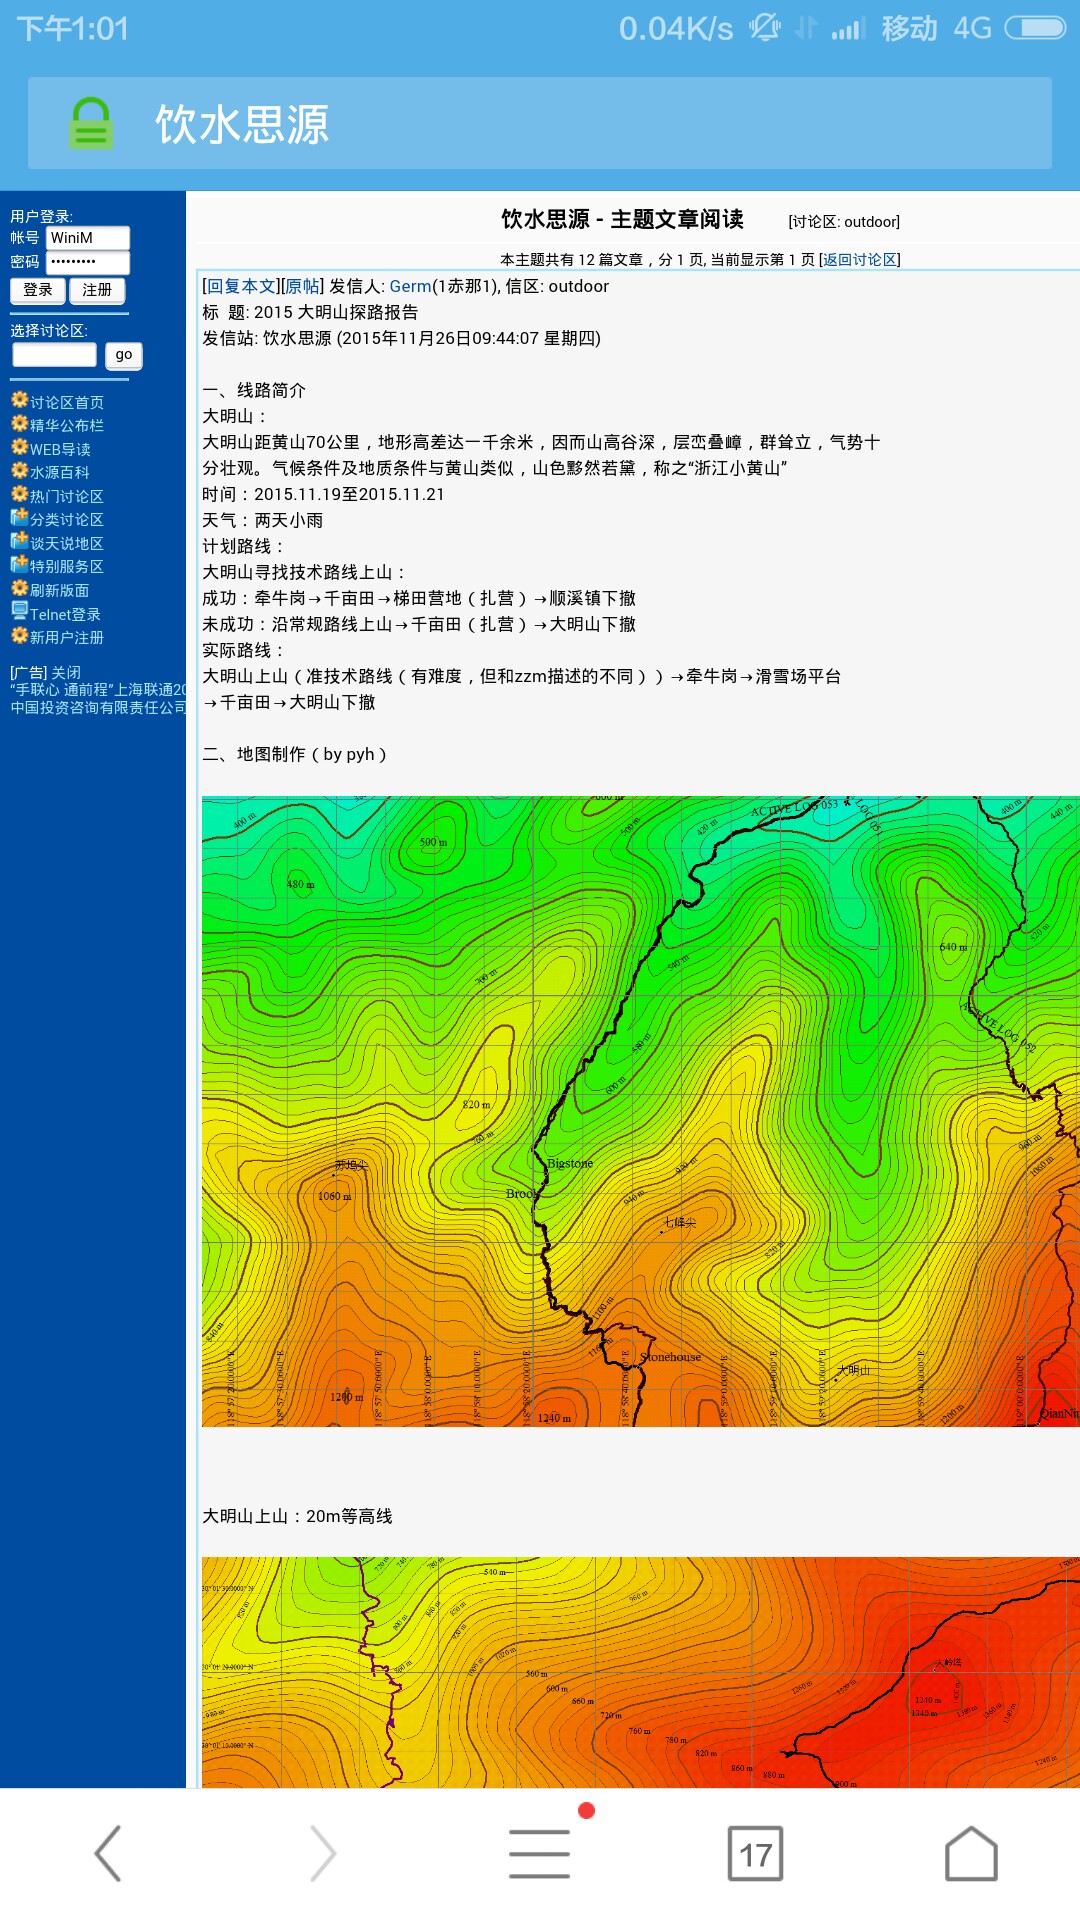 下午1:01
0.04K/s
移动 4G
饮水思源
用户登录:
帐号 WiniM
密码 •••••••••
登录 注册
选择讨论区:
go
讨论区首页
精华公布栏
WEB导读
水源百科
热门讨论区
分类讨论区
谈天说地区
特别服务区
刷新版面
Telnet登录
新用户注册
[广告] 关闭
“手联心 通前程”上海联通20
中国投资咨询有限责任公司
饮水思源 - 主题文章阅读 [讨论区: outdoor]
本主题共有 12 篇文章，分 1 页, 当前显示第 1 页 [返回讨论区]
[回复本文][原帖] 发信人: Germ(1赤那1), 信区: outdoor
标 题: 2015 大明山探路报告
发信站: 饮水思源 (2015年11月26日09:44:07 星期四)
一、线路简介
大明山：
大明山距黄山70公里，地形高差达一千余米，因而山高谷深，层峦叠嶂，群耸立，气势十
分壮观。气候条件及地质条件与黄山类似，山色黟然若黛，称之“浙江小黄山”
时间：2015.11.19至2015.11.21
天气：两天小雨
计划路线：
大明山寻找技术路线上山：
成功：牵牛岗→千亩田→梯田营地（扎营）→顺溪镇下撤
未成功：沿常规路线上山→千亩田（扎营）→大明山下撤
实际路线：
大明山上山（准技术路线（有难度，但和zzm描述的不同））→牵牛岗→滑雪场平台
→千亩田→大明山下撤
二、地图制作（by pyh）
ACTIVE LOG 053
LOG 051
400 m
500 m
500 m
420 m
400 m
440 m
480 m
640 m
520 m
700 m
540 m
ACTIVE LOG 052
480 m
600 m
820 m
760 m
Bigstone
Brook
1060 m
940 m
七峰尖
820 m
960 m
1060 m
1100 m
840 m
Stonehouse
大明山
1200 m
1240 m
1200 m
QianNiu
大明山上山：20m等高线
540 m
960 m
1020 m
560 m
600 m
660 m
720 m
760 m
780 m
820 m
860 m
880 m
900 m
1240 m
1340 m
1240 m
17